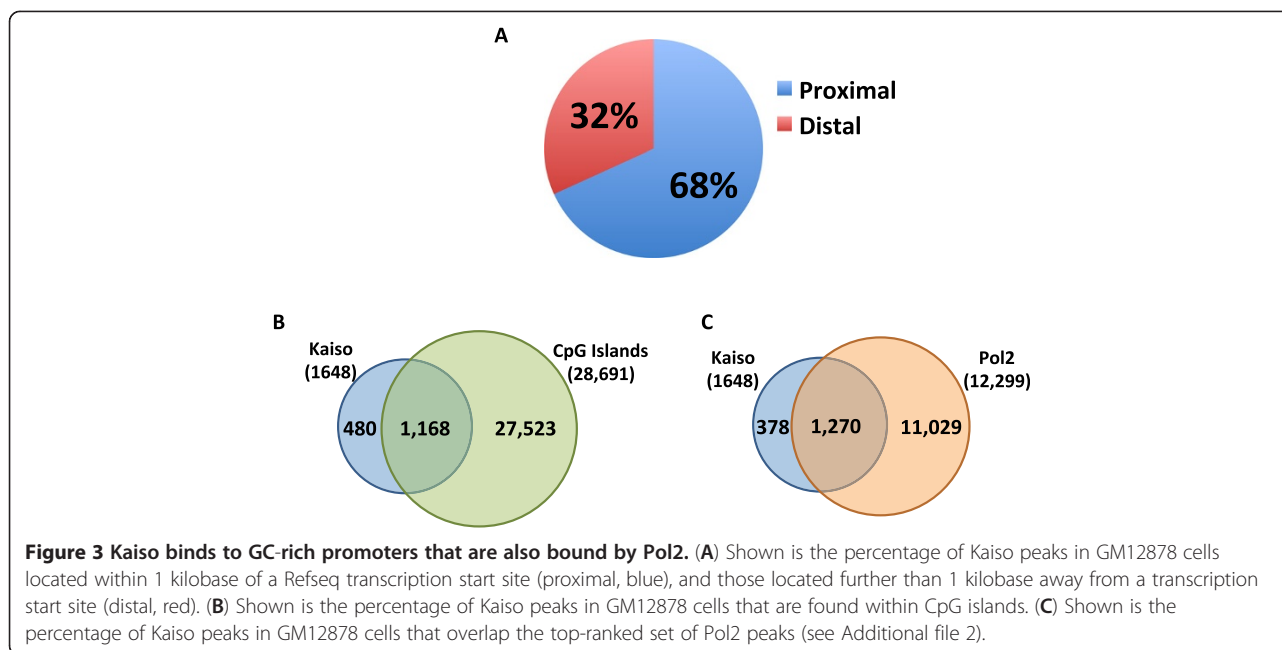 A
32%
68%
Proximal
Distal
B
Kaiso
(1648)
CpG Islands
(28,691)
480
1,168
27,523
C
Kaiso
(1648)
Pol2
(12,299)
378
1,270
11,029
Figure 3 Kaiso binds to GC-rich promoters that are also bound by Pol2. (A) Shown is the percentage of Kaiso peaks in GM12878 cells
located within 1 kilobase of a Refseq transcription start site (proximal, blue), and those located further than 1 kilobase away from a transcription
start site (distal, red). (B) Shown is the percentage of Kaiso peaks in GM12878 cells that are found within CpG islands. (C) Shown is the
percentage of Kaiso peaks in GM12878 cells that overlap the top-ranked set of Pol2 peaks (see Additional file 2).